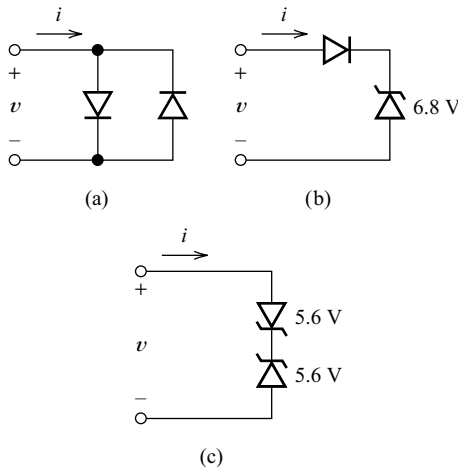 i i
+ +
v v 6.8 V
− −
(a) (b)
i
+
5.6 V
v
5.6 V
−
(c)